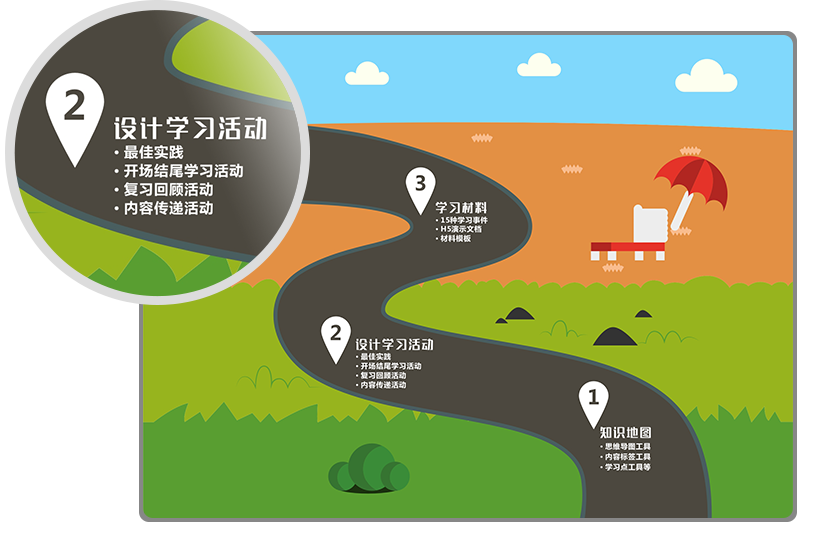 2
设计学习活动
• 最佳实践
• 开场结尾学习活动
• 复习回顾活动
• 内容传递活动
3
学习材料
• 15种学习事件
• H5演示文档
• 材料模板
2
设计学习活动
• 最佳实践
• 开场结尾学习活动
• 复习回顾活动
• 内容传递活动
1
知识地图
• 思维导图工具
• 内容标签工具
• 学习点工具等